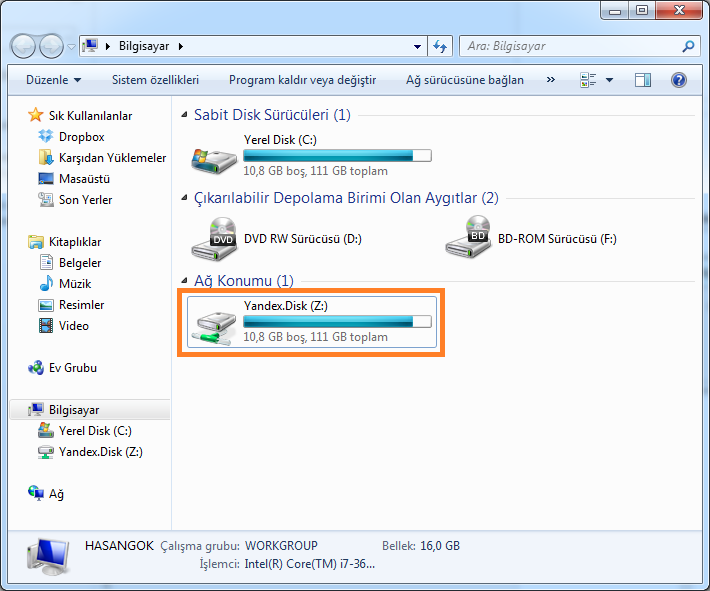 Bilgisayar
Ara: Bilgisayar
Düzenle Sistem özellikleri Program kaldır veya değiştir Ağ sürücüsüne bağlan »
Sık Kullanılanlar
Dropbox
Karşıdan Yüklemeler
Masaüstü
Son Yerler
Kitaplıklar
Belgeler
Müzik
Resimler
Video
Ev Grubu
Bilgisayar
Yerel Disk (C:)
Yandex.Disk (Z:)
Ağ
Sabit Disk Sürücüleri (1)
Yerel Disk (C:)
10,8 GB boş, 111 GB toplam
Çıkarılabilir Depolama Birimi Olan Aygıtlar (2)
DVD
DVD RW Sürücüsü (D:)
BD
BD-ROM Sürücüsü (F:)
Ağ Konumu (1)
Yandex.Disk (Z:)
10,8 GB boş, 111 GB toplam
HASANGOK Çalışma grubu: WORKGROUP Bellek: 16,0 GB
İşlemci: Intel(R) Core(TM) i7-36...